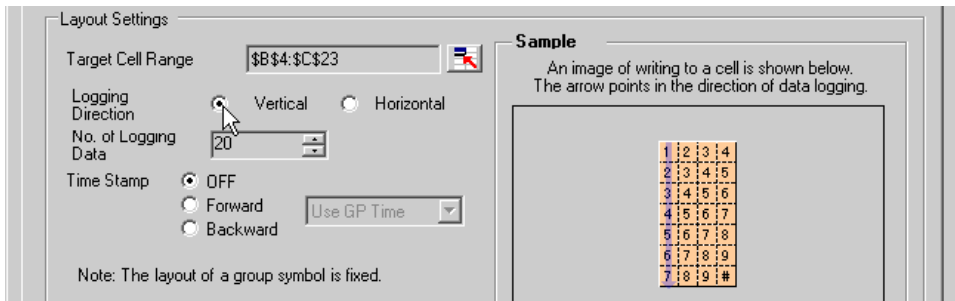 Layout Settings
Target Cell Range $B$4:$C$23
Logging
Direction
Vertical Horizontal
No. of Logging
Data
20
Time Stamp OFF
Forward
Backward
Use GP Time
Note: The layout of a group symbol is fixed.
Sample
An image of writing to a cell is shown below.
The arrow points in the direction of data logging.
1 2 3 4
2 3 4 5
3 4 5 6
4 5 6 7
5 6 7 8
6 7 8 9
7 8 9 #